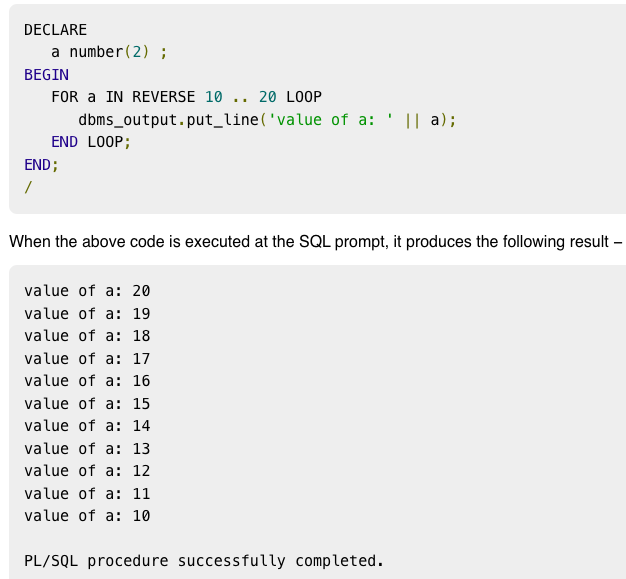 DECLARE
   a number(2) ;
BEGIN
   FOR a IN REVERSE 10 .. 20 LOOP
      dbms_output.put_line('value of a: ' || a);
   END LOOP;
END;
/
When the above code is executed at the SQL prompt, it produces the following result −
value of a: 20
value of a: 19
value of a: 18
value of a: 17
value of a: 16
value of a: 15
value of a: 14
value of a: 13
value of a: 12
value of a: 11
value of a: 10
PL/SQL procedure successfully completed.